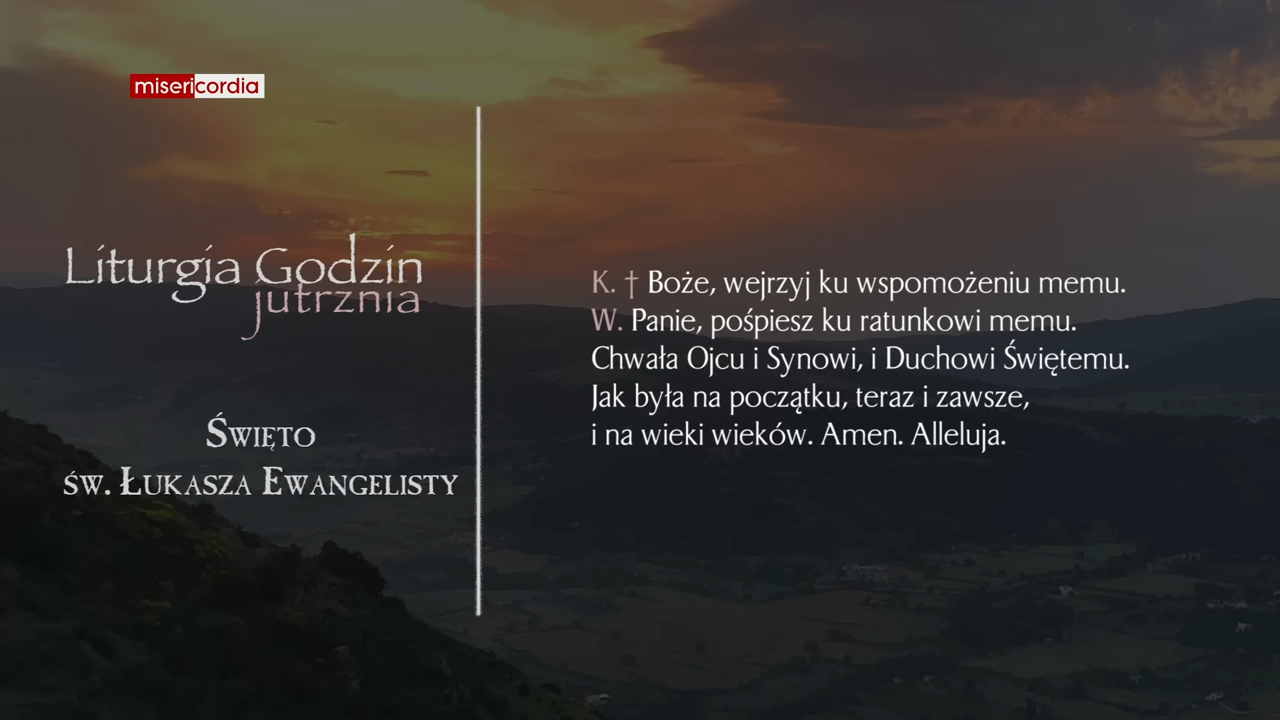 misericordia
Liturgia Godzin
jutrznia
Święto
św. Łukasza Ewangelisty
K. † Boże, wejrzyj ku wspomożeniu memu.
W. Panie, pośpiesz ku ratunkowi memu.
Chwała Ojcu i Synowi, i Duchowi Świętemu.
Jak była na początku, teraz i zawsze,
i na wieki wieków. Amen. Alleluja.